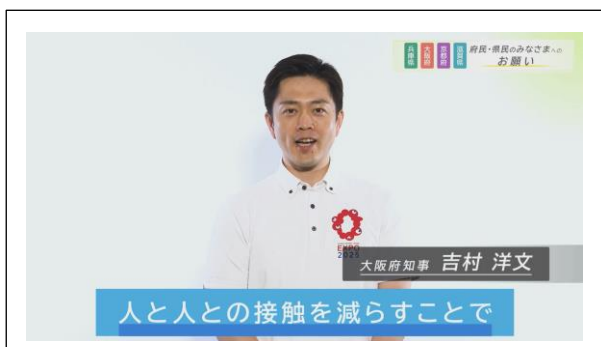 兵庫県
大阪府
京都府
滋賀県
府民・県民のみなさまへの
お願い
EXPO
2025
大阪府知事 吉村 洋文
人と人との接触を減らすことで